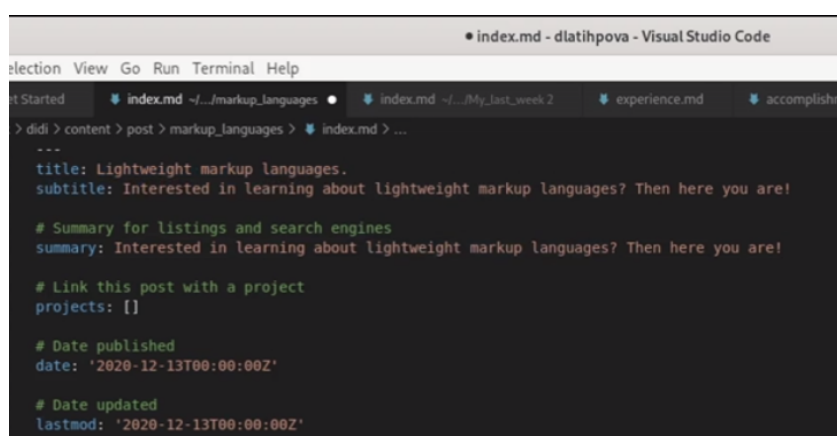 ● index.md - dlatihpova - Visual Studio Code
election View Go Run Terminal Help
et Started index.md ~/.../markup_languages ● index.md ~/.../My_last_week 2 experience.md accomplishm
> didi > content > post > markup_languages > index.md > ...
---
title: Lightweight markup languages.
subtitle: Interested in learning about lightweight markup languages? Then here you are!
# Summary for listings and search engines
summary: Interested in learning about lightweight markup languages? Then here you are!
# Link this post with a project
projects: []
# Date published
date: '2020-12-13T00:00:00Z'
# Date updated
lastmod: '2020-12-13T00:00:00Z'